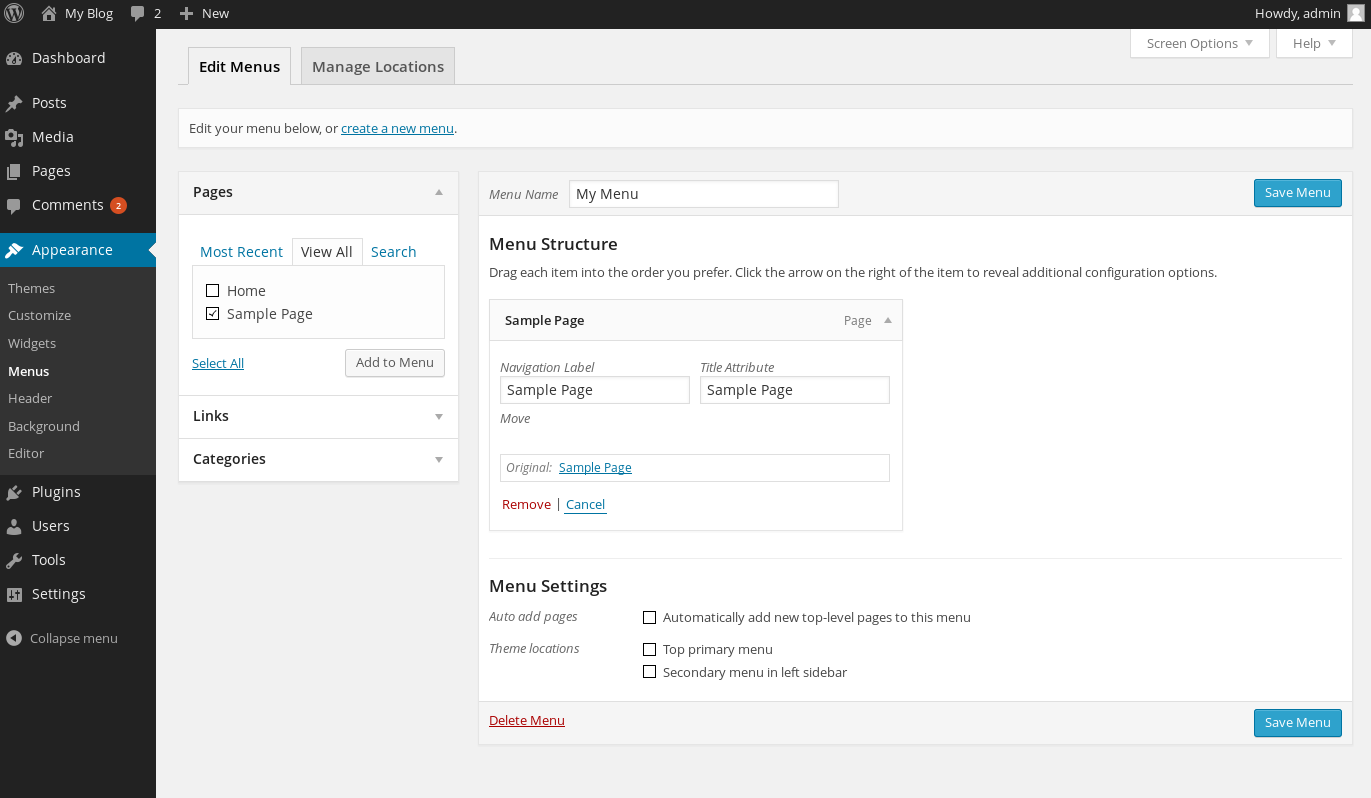 My Blog 2 New Howdy, admin
Screen Options Help
Dashboard
Posts
Media
Pages
Comments 2
Appearance
Themes
Customize
Widgets
Menus
Header
Background
Editor
Plugins
Users
Tools
Settings
Collapse menu
Edit Menus Manage Locations
Edit your menu below, or create a new menu.
Pages
Most Recent View All Search
Home
Sample Page
Select All Add to Menu
Links
Categories
Menu Name My Menu Save Menu
Menu Structure
Drag each item into the order you prefer. Click the arrow on the right of the item to reveal additional configuration options.
Sample Page Page
Navigation Label Title Attribute
Sample Page Sample Page
Move
Original: Sample Page
Remove | Cancel
Menu Settings
Auto add pages Automatically add new top-level pages to this menu
Theme locations Top primary menu
Secondary menu in left sidebar
Delete Menu Save Menu